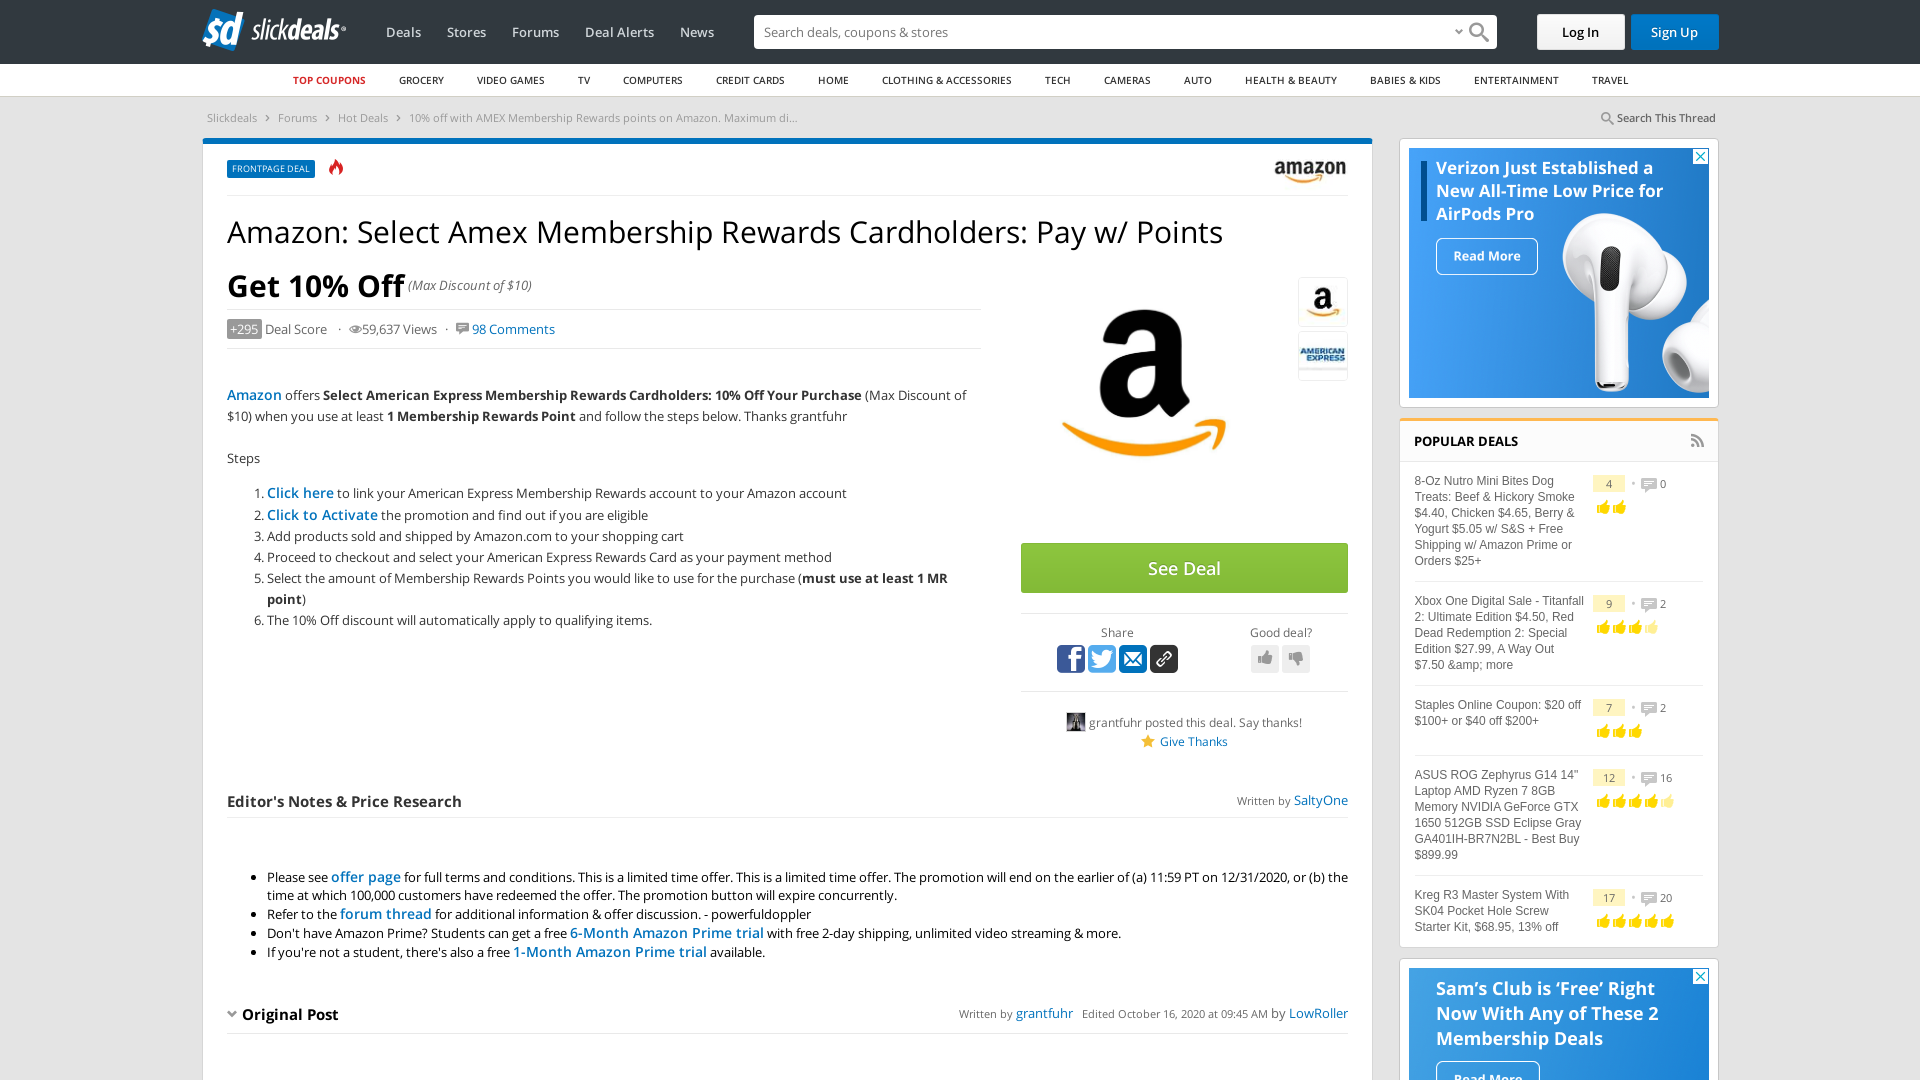 sd slickdeals
Deals Stores Forums Deal Alerts News
Search deals, coupons & stores
Log In Sign Up
TOP COUPONS GROCERY VIDEO GAMES TV COMPUTERS CREDIT CARDS HOME CLOTHING & ACCESSORIES TECH CAMERAS AUTO HEALTH & BEAUTY BABIES & KIDS ENTERTAINMENT TRAVEL
Slickdeals › Forums › Hot Deals › 10% off with AMEX Membership Rewards points on Amazon. Maximum di...
Search This Thread
FRONTPAGE DEAL
amazon
Amazon: Select Amex Membership Rewards Cardholders: Pay w/ Points
Get 10% Off (Max Discount of $10)
+295 Deal Score · 59,637 Views · 98 Comments
Amazon offers Select American Express Membership Rewards Cardholders: 10% Off Your Purchase (Max Discount of
$10) when you use at least 1 Membership Rewards Point and follow the steps below. Thanks grantfuhr
Steps
1. Click here to link your American Express Membership Rewards account to your Amazon account
2. Click to Activate the promotion and find out if you are eligible
3. Add products sold and shipped by Amazon.com to your shopping cart
4. Proceed to checkout and select your American Express Rewards Card as your payment method
5. Select the amount of Membership Rewards Points you would like to use for the purchase (must use at least 1 MR
point)
6. The 10% Off discount will automatically apply to qualifying items.
a
a
AMERICAN
EXPRESS
See Deal
Share
Good deal?
grantfuhr posted this deal. Say thanks!
Give Thanks
Editor's Notes & Price Research
Written by SaltyOne
• Please see offer page for full terms and conditions. This is a limited time offer. This is a limited time offer. The promotion will end on the earlier of (a) 11:59 PT on 12/31/2020, or (b) the
time at which 100,000 customers have redeemed the offer. The promotion button will expire concurrently.
• Refer to the forum thread for additional information & offer discussion. - powerfuldoppler
• Don't have Amazon Prime? Students can get a free 6-Month Amazon Prime trial with free 2-day shipping, unlimited video streaming & more.
• If you're not a student, there's also a free 1-Month Amazon Prime trial available.
Original Post
Written by grantfuhr Edited October 16, 2020 at 09:45 AM by LowRoller
Verizon Just Established a
New All-Time Low Price for
AirPods Pro
Read More
POPULAR DEALS
8-Oz Nutro Mini Bites Dog
Treats: Beef & Hickory Smoke
$4.40, Chicken $4.65, Berry &
Yogurt $5.05 w/ S&S + Free
Shipping w/ Amazon Prime or
Orders $25+
4 • 0
Xbox One Digital Sale - Titanfall
2: Ultimate Edition $4.50, Red
Dead Redemption 2: Special
Edition $27.99, A Way Out
$7.50 &amp; more
9 • 2
Staples Online Coupon: $20 off
$100+ or $40 off $200+
7 • 2
ASUS ROG Zephyrus G14 14"
Laptop AMD Ryzen 7 8GB
Memory NVIDIA GeForce GTX
1650 512GB SSD Eclipse Gray
GA401IH-BR7N2BL - Best Buy
$899.99
12 • 16
Kreg R3 Master System With
SK04 Pocket Hole Screw
Starter Kit, $68.95, 13% off
17 • 20
Sam's Club is ‘Free’ Right
Now With Any of These 2
Membership Deals
Read More